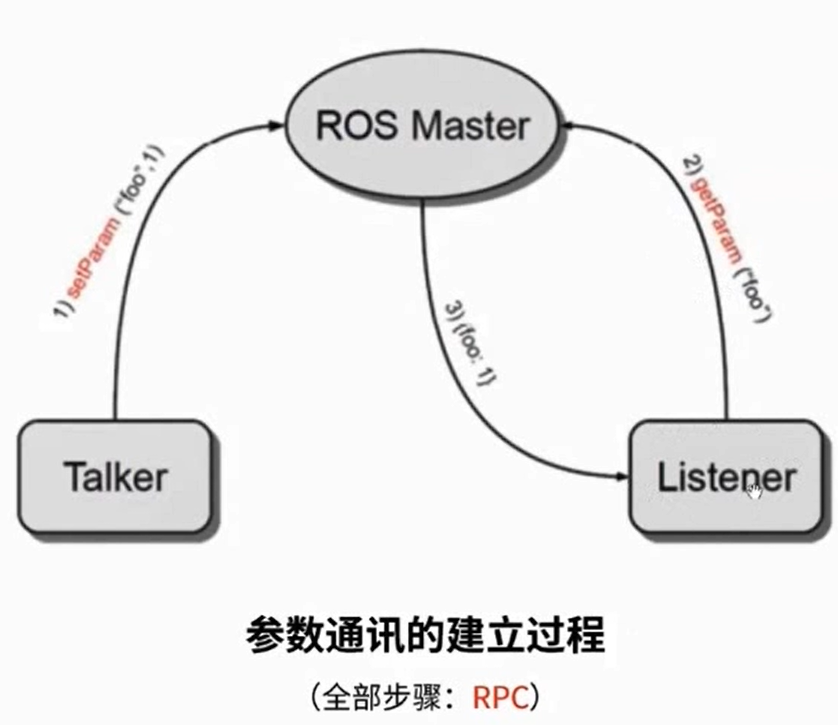 ROS Master
1) setParam ("foo",1)
2) getParam ("foo")
3) {foo: 1}
Talker
Listener
参数通讯的建立过程
（全部步骤：RPC）